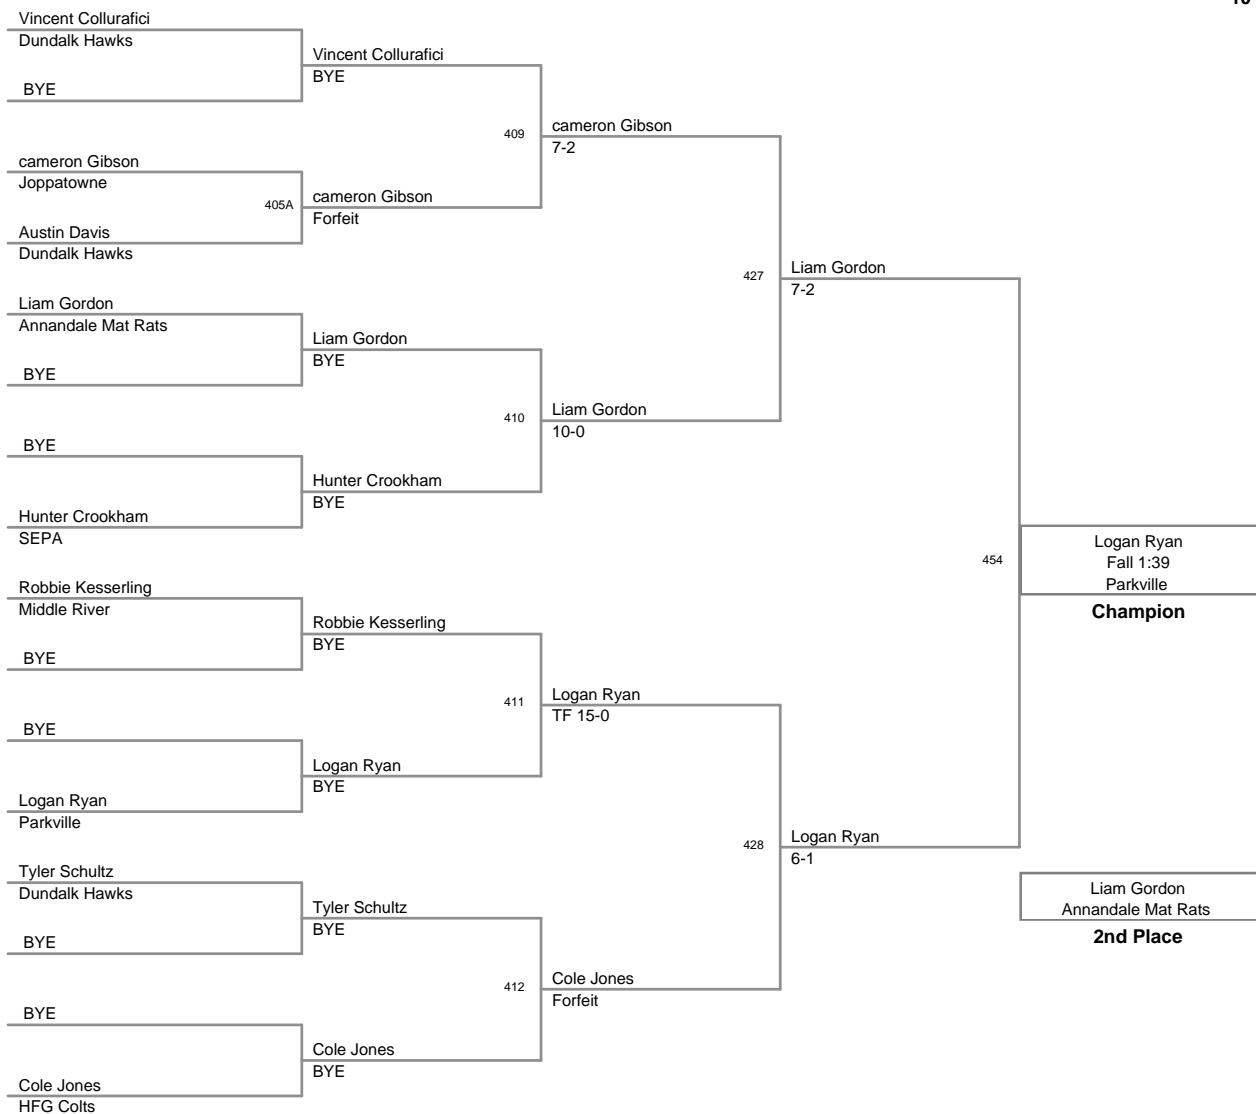 Vincent Collurafici
Dundalk Hawks
BYE
cameron Gibson
Joppatowne
405A
Austin Davis
Dundalk Hawks
Liam Gordon
Annandale Mat Rats
BYE
BYE
Hunter Crookham
SEPA
Robbie Kesserling
Middle River
BYE
BYE
Logan Ryan
Parkville
Tyler Schultz
Dundalk Hawks
BYE
BYE
Cole Jones
HFG Colts
Vincent Collurafici
BYE
409
cameron Gibson
Forfeit
Liam Gordon
BYE
410
Hunter Crookham
BYE
Robbie Kesserling
BYE
411
Logan Ryan
BYE
Tyler Schultz
BYE
412
Cole Jones
BYE
cameron Gibson
7-2
427
Liam Gordon
10-0
Logan Ryan
TF 15-0
428
Cole Jones
Forfeit
Liam Gordon
7-2
454
Logan Ryan
6-1
Logan Ryan
Fall 1:39
Parkville
Champion
Liam Gordon
Annandale Mat Rats
2nd Place